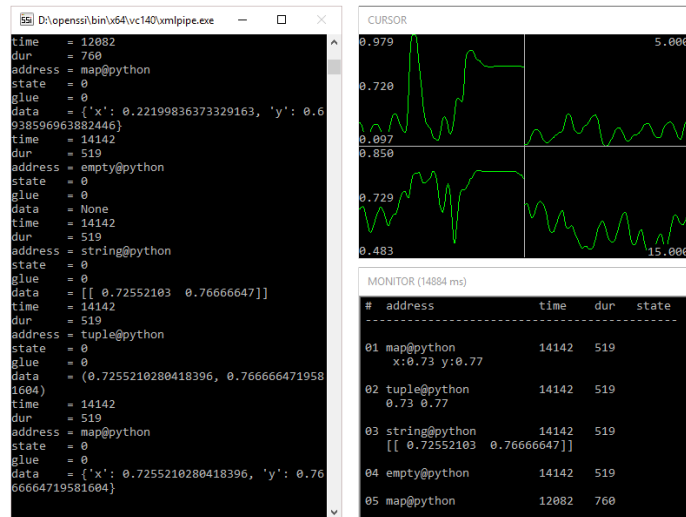 D:\openssi\bin\x64\vc140\xmlpipe.exe
time    = 12082
dur     = 760
address = map@python
state   = 0
glue    = 0
data    = {'x': 0.22199836373329163, 'y': 0.6
938596963882446}
time    = 14142
dur     = 519
address = empty@python
state   = 0
glue    = 0
data    = None
time    = 14142
dur     = 519
address = string@python
state   = 0
glue    = 0
data    = [[ 0.72552103  0.76666647]]
time    = 14142
dur     = 519
address = tuple@python
state   = 0
glue    = 0
data    = (0.7255210280418396, 0.766666471958
1604)
time    = 14142
dur     = 519
address = map@python
state   = 0
glue    = 0
data    = {'x': 0.7255210280418396, 'y': 0.76
66664719581604}
CURSOR
0.979
5.000
0.720
0.097
0.850
0.729
0.483
15.000
MONITOR (14884 ms)
#  address  time  dur  state
-----------------------------------------------
01 map@python  14142  519
x:0.73 y:0.77
02 tuple@python  14142  519
0.73 0.77
03 string@python  14142  519
[[ 0.72552103  0.76666647]]
04 empty@python  14142  519
05 map@python  12082  760